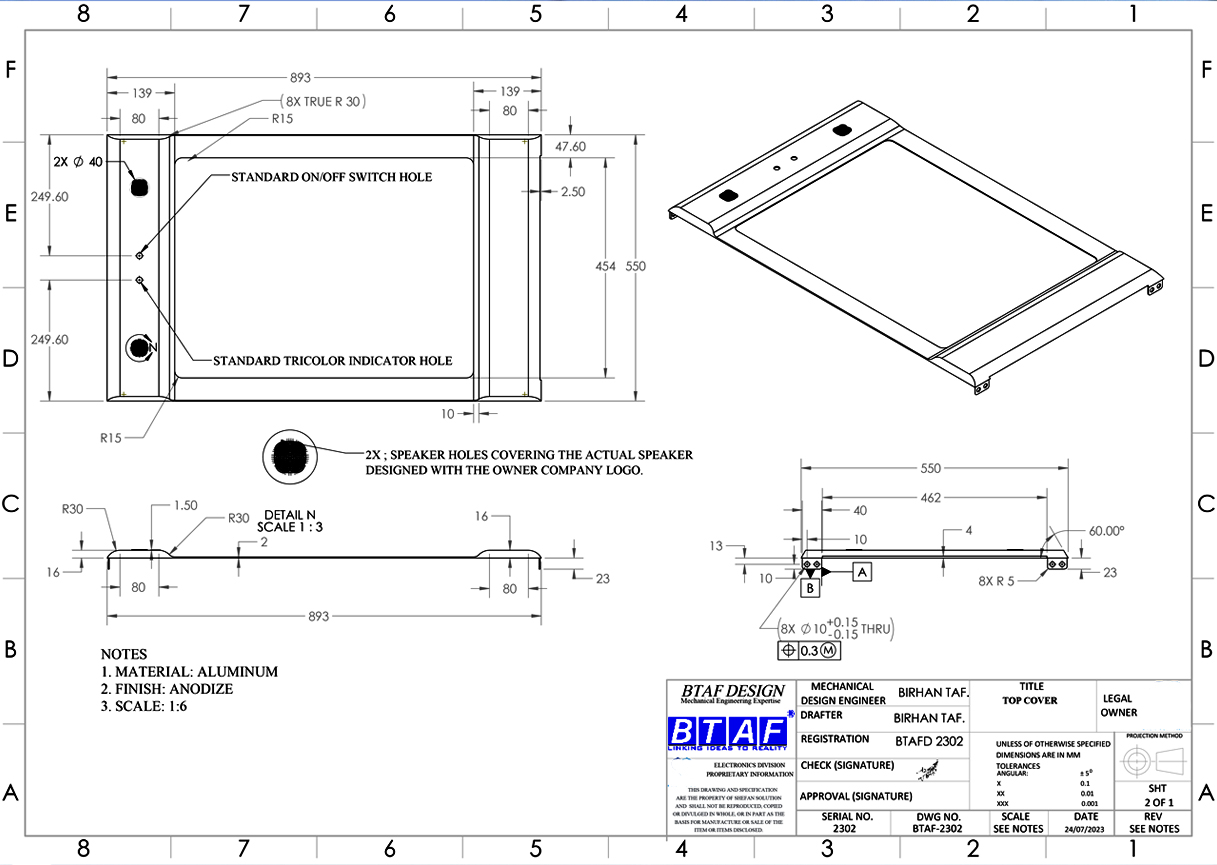 8 7 6 5 4 3 2 1
F F
E E
D D
C C
B B
A A
893
139
139
(8X TRUE R 30)
80
80
R15
47.60
2X Ø 40
STANDARD ON/OFF SWITCH HOLE
249.60
2.50
454 550
249.60
N
STANDARD TRICOLOR INDICATOR HOLE
10
R15
2X ; SPEAKER HOLES COVERING THE ACTUAL SPEAKER
DESIGNED WITH THE OWNER COMPANY LOGO.
R30
1.50
R30
DETAIL N
SCALE 1 : 3
16
2
16
80
80
23
893
550
462
40
10
4
60.00°
13
10
A
B
8X R 5
23
(8X Ø 10 +0.15 -0.15 THRU)
⌖ 0.3 Ⓜ
NOTES
1. MATERIAL: ALUMINUM
2. FINISH: ANODIZE
3. SCALE: 1:6
BTAF DESIGN
Mechanical Engineering Expertise
BTAF
®
LINKING IDEAS TO REALITY
ELECTRONICS DIVISION
PROPRIETARY INFORMATION
THIS DRAWING AND SPECIFICATION
ARE THE PROPERTY OF SHEFAN SOLUTION
AND SHALL NOT BE REPRODUCED, COPIED
OR DIVULGED IN WHOLE, OR IN PART AS THE
BASIS FOR MANUFACTURE OR SALE OF THE
ITEM OR ITEMS DISCLOSED.
MECHANICAL
DESIGN ENGINEER
BIRHAN TAF.
DRAFTER
BIRHAN TAF.
REGISTRATION
BTAFD 2302
CHECK (SIGNATURE)
APPROVAL (SIGNATURE)
SERIAL NO.
2302
DWG NO.
BTAF-2302
TITLE
TOP COVER
LEGAL
OWNER
UNLESS OF OTHERWISE SPECIFIED
DIMENSIONS ARE IN MM
TOLERANCES
ANGULAR: ± 5°
X 0.1
XX 0.01
XXX 0.001
PROJECTION METHOD
SHT
2 OF 1
SCALE
SEE NOTES
DATE
24/07/2023
REV
SEE NOTES
8 7 6 5 4 3 2 1